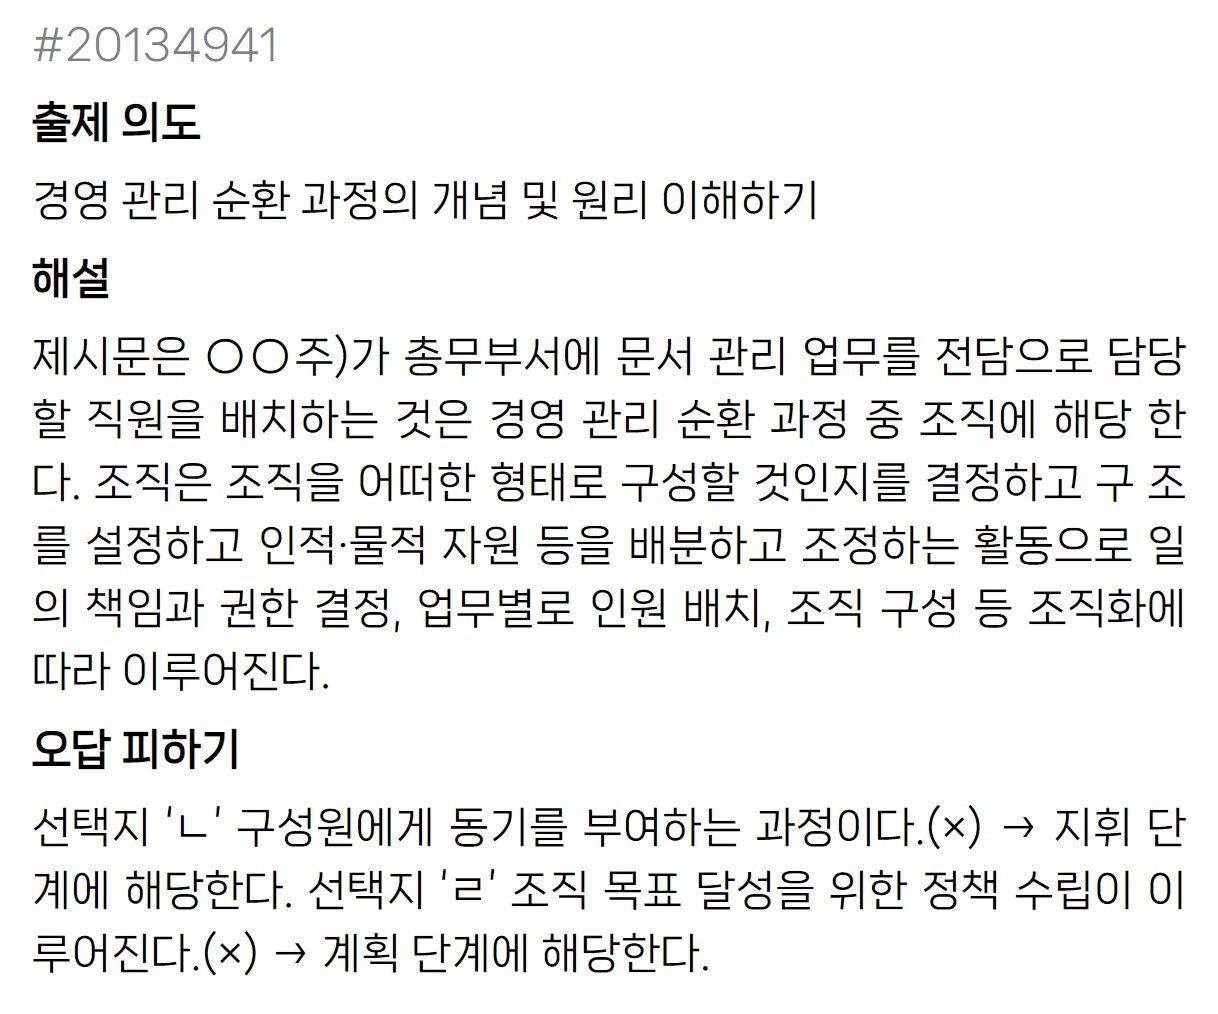 #20134941
출제 의도
경영 관리 순환 과정의 개념 및 원리 이해하기
해설
제시문은 〇〇주)가 총무부서에 문서 관리 업무를 전담으로 담당
할 직원을 배치하는 것은 경영 관리 순환 과정 중 조직에 해당 한
다. 조직은 조직을 어떠한 형태로 구성할 것인지를 결정하고 구 조
를 설정하고 인적·물적 자원 등을 배분하고 조정하는 활동으로 일
의 책임과 권한 결정, 업무별로 인원 배치, 조직 구성 등 조직화에
따라 이루어진다.
오답 피하기
선택지 ‘ㄴ’ 구성원에게 동기를 부여하는 과정이다.(×) → 지휘 단
계에 해당한다. 선택지 ‘ㄹ’ 조직 목표 달성을 위한 정책 수립이 이
루어진다.(×) → 계획 단계에 해당한다.